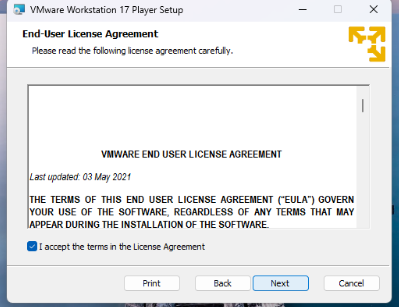 VMware Workstation 17 Player Setup
End-User License Agreement
Please read the following license agreement carefully.
VMWARE END USER LICENSE AGREEMENT
Last updated: 03 May 2021
THE TERMS OF THIS END USER LICENSE AGREEMENT ("EULA") GOVERN
YOUR USE OF THE SOFTWARE, REGARDLESS OF ANY TERMS THAT MAY
APPEAR DURING THE INSTALLATION OF THE SOFTWARE.
I accept the terms in the License Agreement
Print Back Next Cancel